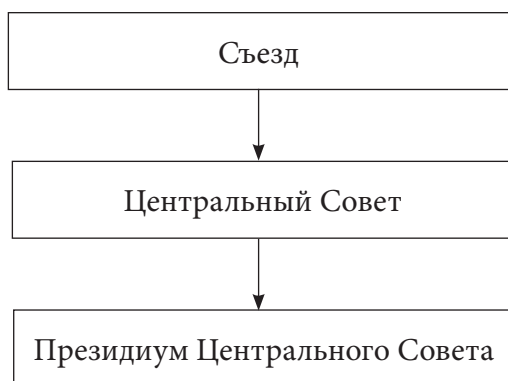 Съезд
Центральный Совет
Президиум Центрального Совета